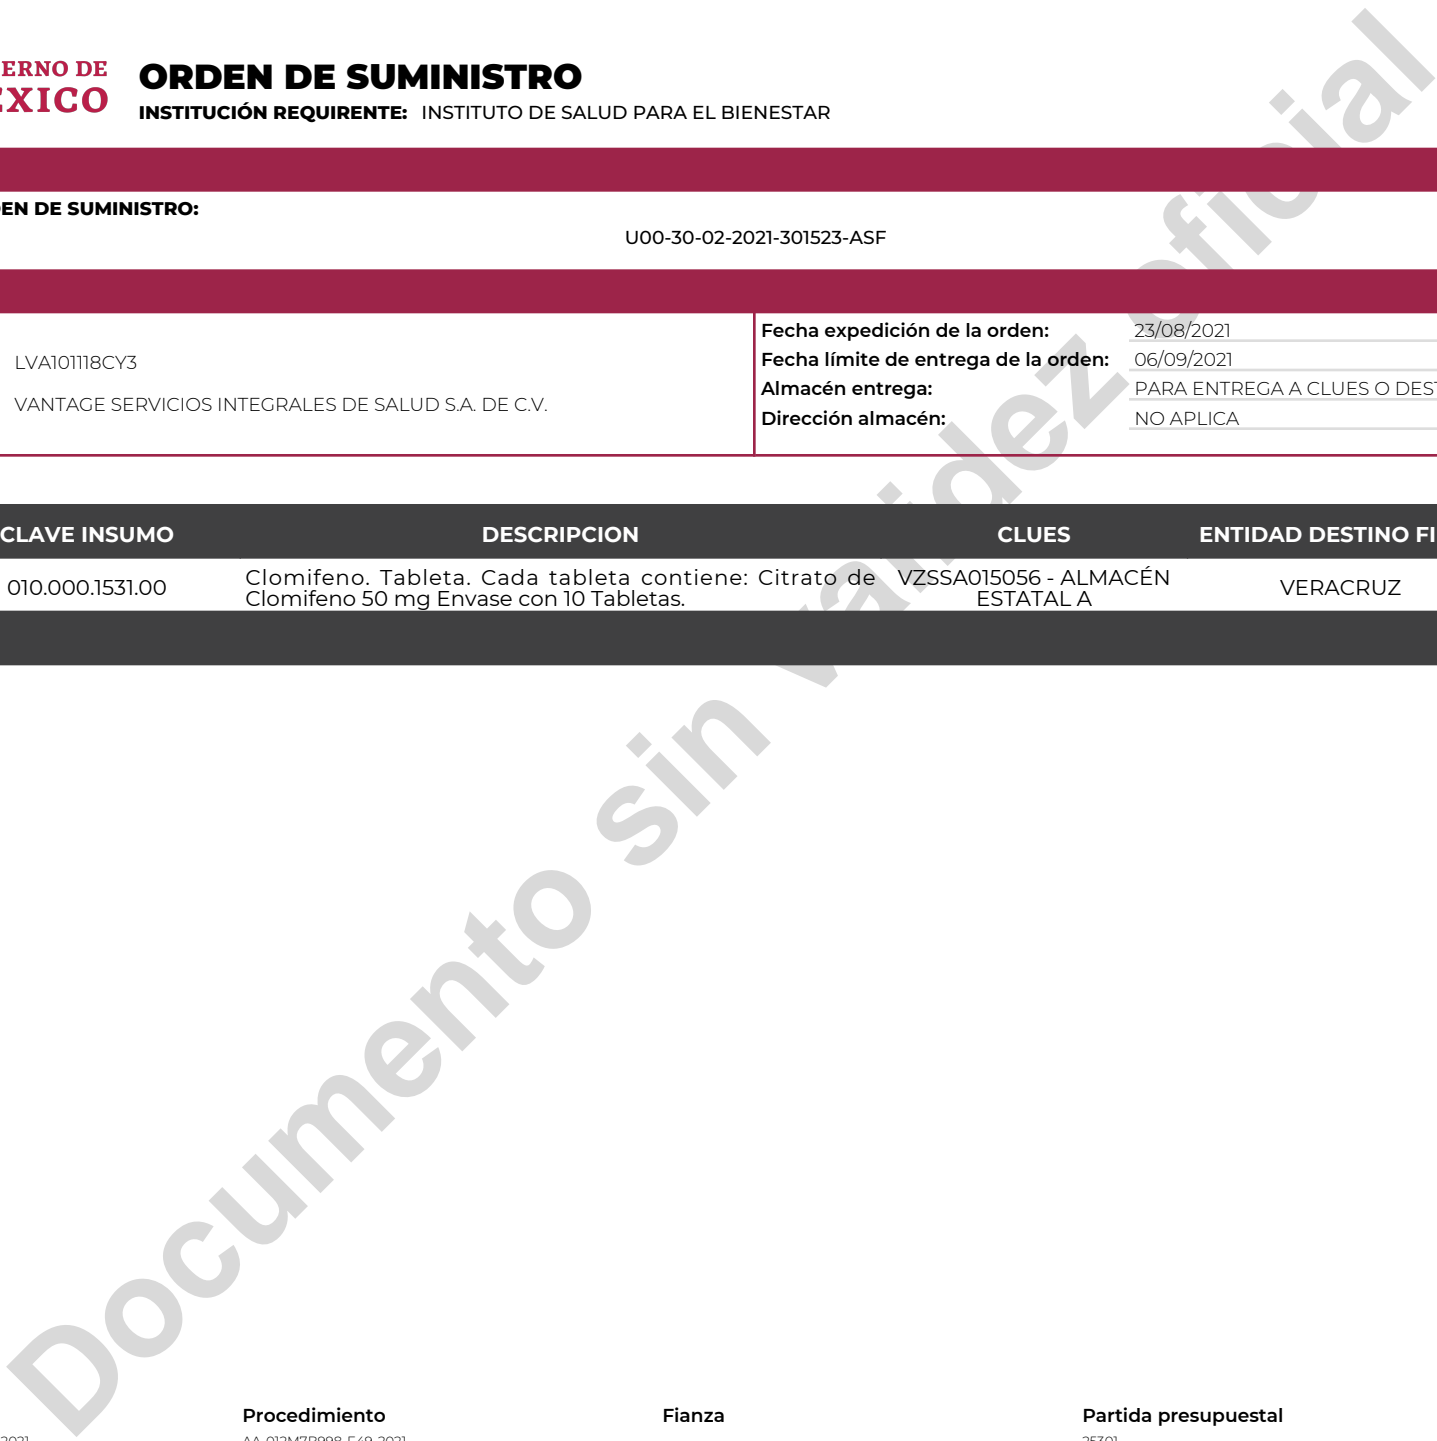 ERNO DE
XICO
ORDEN DE SUMINISTRO
INSTITUCIÓN REQUIRENTE: INSTITUTO DE SALUD PARA EL BIENESTAR
EN DE SUMINISTRO:
U00-30-02-2021-301523-ASF
LVA101118CY3
VANTAGE SERVICIOS INTEGRALES DE SALUD S.A. DE C.V.
Fecha expedición de la orden: 23/08/2021
Fecha límite de entrega de la orden: 06/09/2021
Almacén entrega: PARA ENTREGA A CLUES O DEST
Dirección almacén: NO APLICA
CLAVE INSUMO DESCRIPCION CLUES ENTIDAD DESTINO FI
010.000.1531.00
Clomifeno. Tableta. Cada tableta contiene: Citrato de
Clomifeno 50 mg Envase con 10 Tabletas.
VZSSA015056 - ALMACÉN
ESTATAL A
VERACRUZ
Documento sin validez oficial
Procedimiento Fianza Partida presupuestal